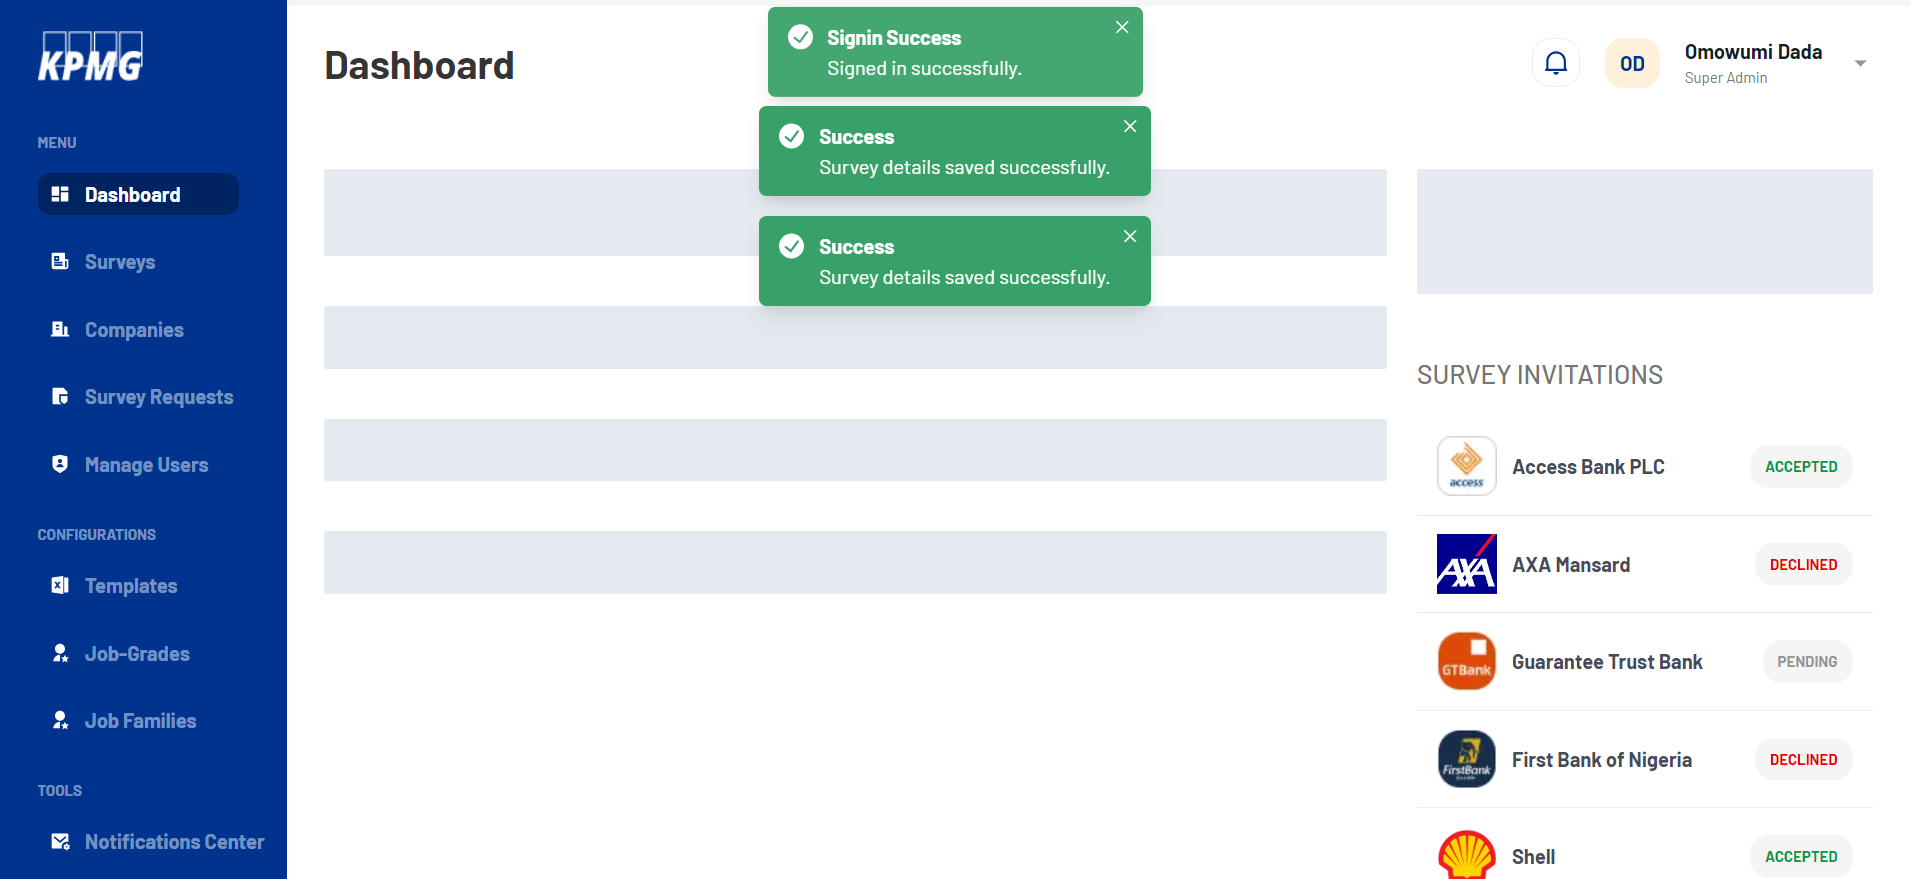 KPMG
MENU
Dashboard
Surveys
Companies
Survey Requests
Manage Users
CONFIGURATIONS
Templates
Job-Grades
Job Families
TOOLS
Notifications Center
Dashboard
Signin Success
Signed in successfully.
Success
Survey details saved successfully.
Success
Survey details saved successfully.
OD
Omowumi Dada
Super Admin
SURVEY INVITATIONS
access
Access Bank PLC
ACCEPTED
AXA
AXA Mansard
DECLINED
GTBank
Guarantee Trust Bank
PENDING
FirstBank
First Bank of Nigeria
DECLINED
Shell
ACCEPTED